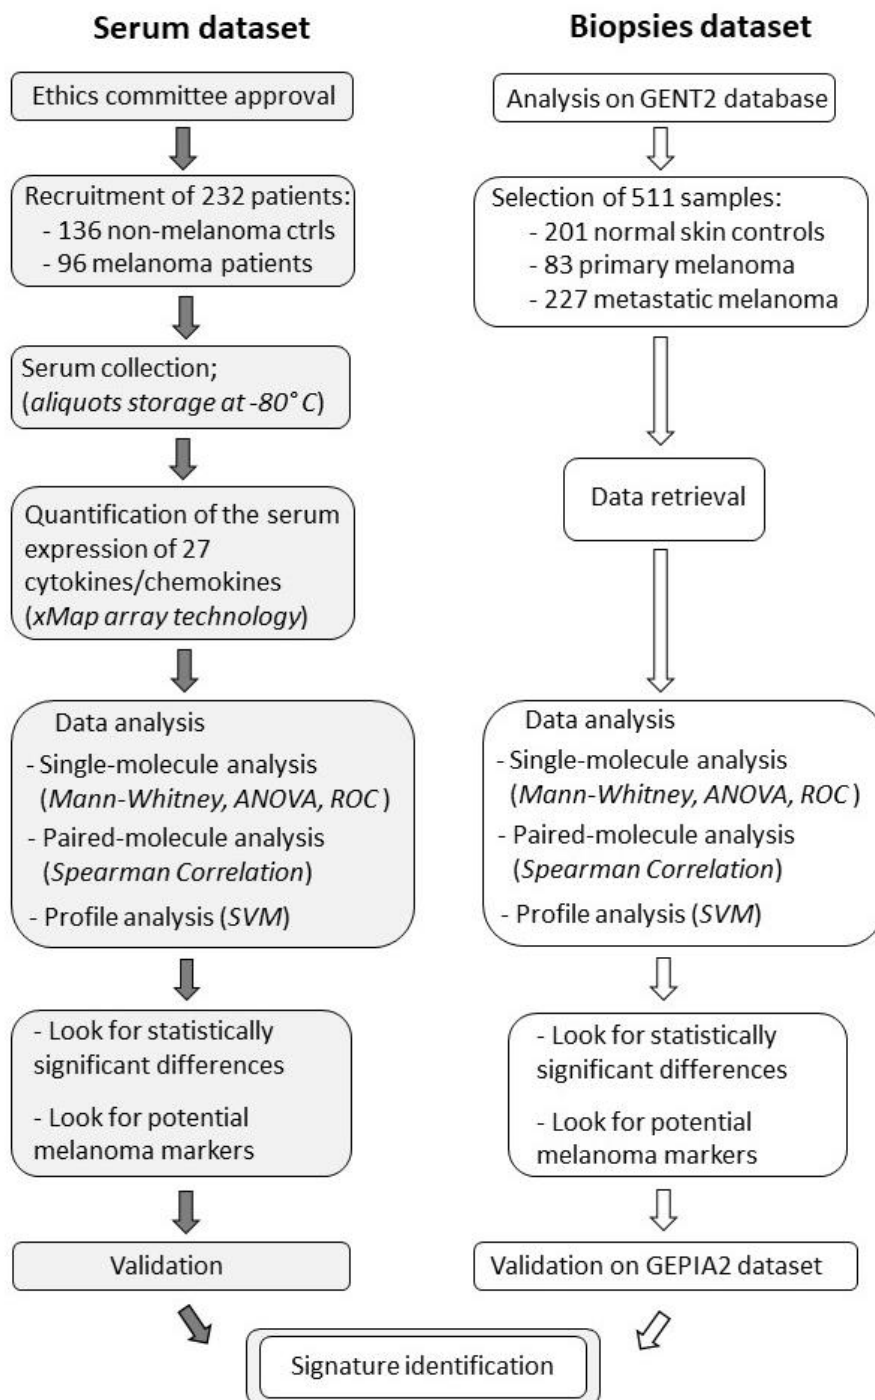 Serum dataset
Ethics committee approval
Recruitment of 232 patients:
- 136 non-melanoma ctrls
- 96 melanoma patients
Serum collection;
(aliquots storage at -80° C)
Quantification of the serum
expression of 27
cytokines/chemokines
(xMap array technology)
Data analysis
- Single-molecule analysis
(Mann-Whitney, ANOVA, ROC )
- Paired-molecule analysis
(Spearman Correlation)
- Profile analysis (SVM)
- Look for statistically
significant differences
- Look for potential
melanoma markers
Validation
Biopsies dataset
Analysis on GENT2 database
Selection of 511 samples:
- 201 normal skin controls
- 83 primary melanoma
- 227 metastatic melanoma
Data retrieval
Data analysis
- Single-molecule analysis
(Mann-Whitney, ANOVA, ROC )
- Paired-molecule analysis
(Spearman Correlation)
- Profile analysis (SVM)
- Look for statistically
significant differences
- Look for potential
melanoma markers
Validation on GEPIA2 dataset
Signature identification